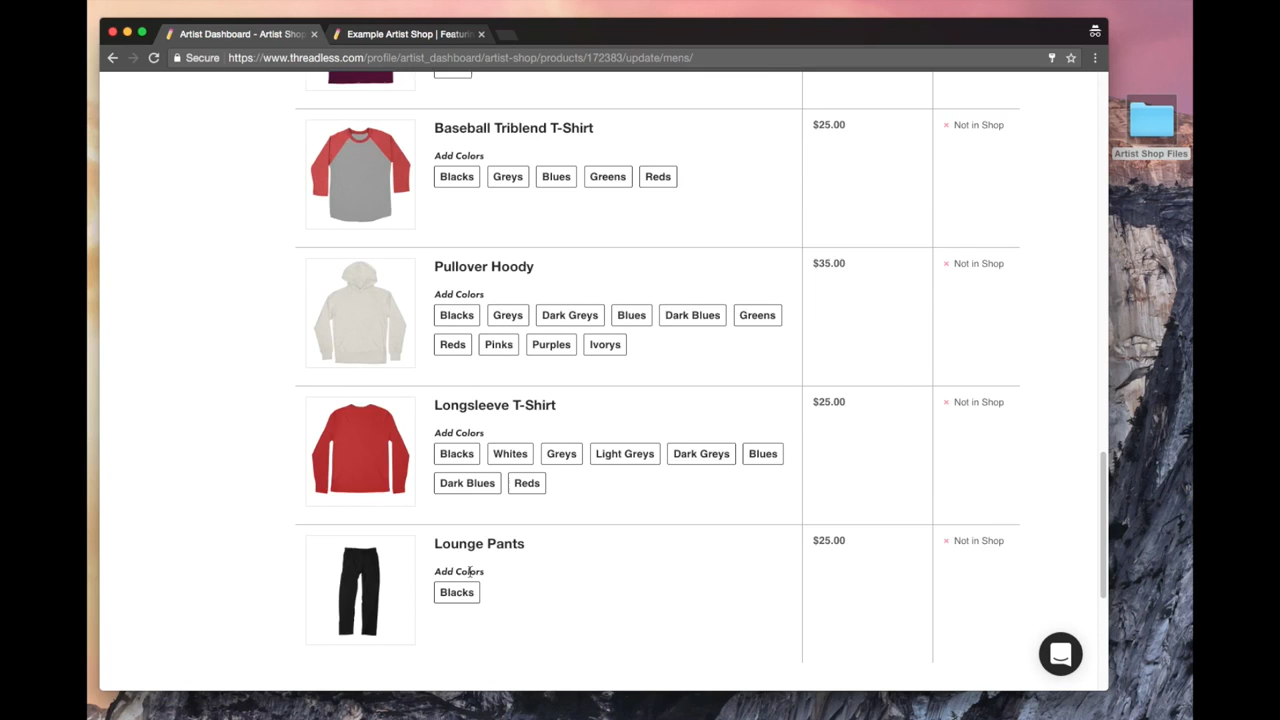 Artist Dashboard - Artist Shop
Example Artist Shop | Featurin
Secure
https://www.threadless.com/profile/artist_dashboard/artist-shop/products/172383/update/mens/
Artist Shop Files
Baseball Triblend T-Shirt
$25.00
× Not in Shop
Add Colors
Blacks Greys Blues Greens Reds
Pullover Hoody
$35.00
× Not in Shop
Add Colors
Blacks Greys Dark Greys Blues Dark Blues Greens
Reds Pinks Purples Ivorys
Longsleeve T-Shirt
$25.00
× Not in Shop
Add Colors
Blacks Whites Greys Light Greys Dark Greys Blues
Dark Blues Reds
Lounge Pants
$25.00
× Not in Shop
Add Colors
Blacks